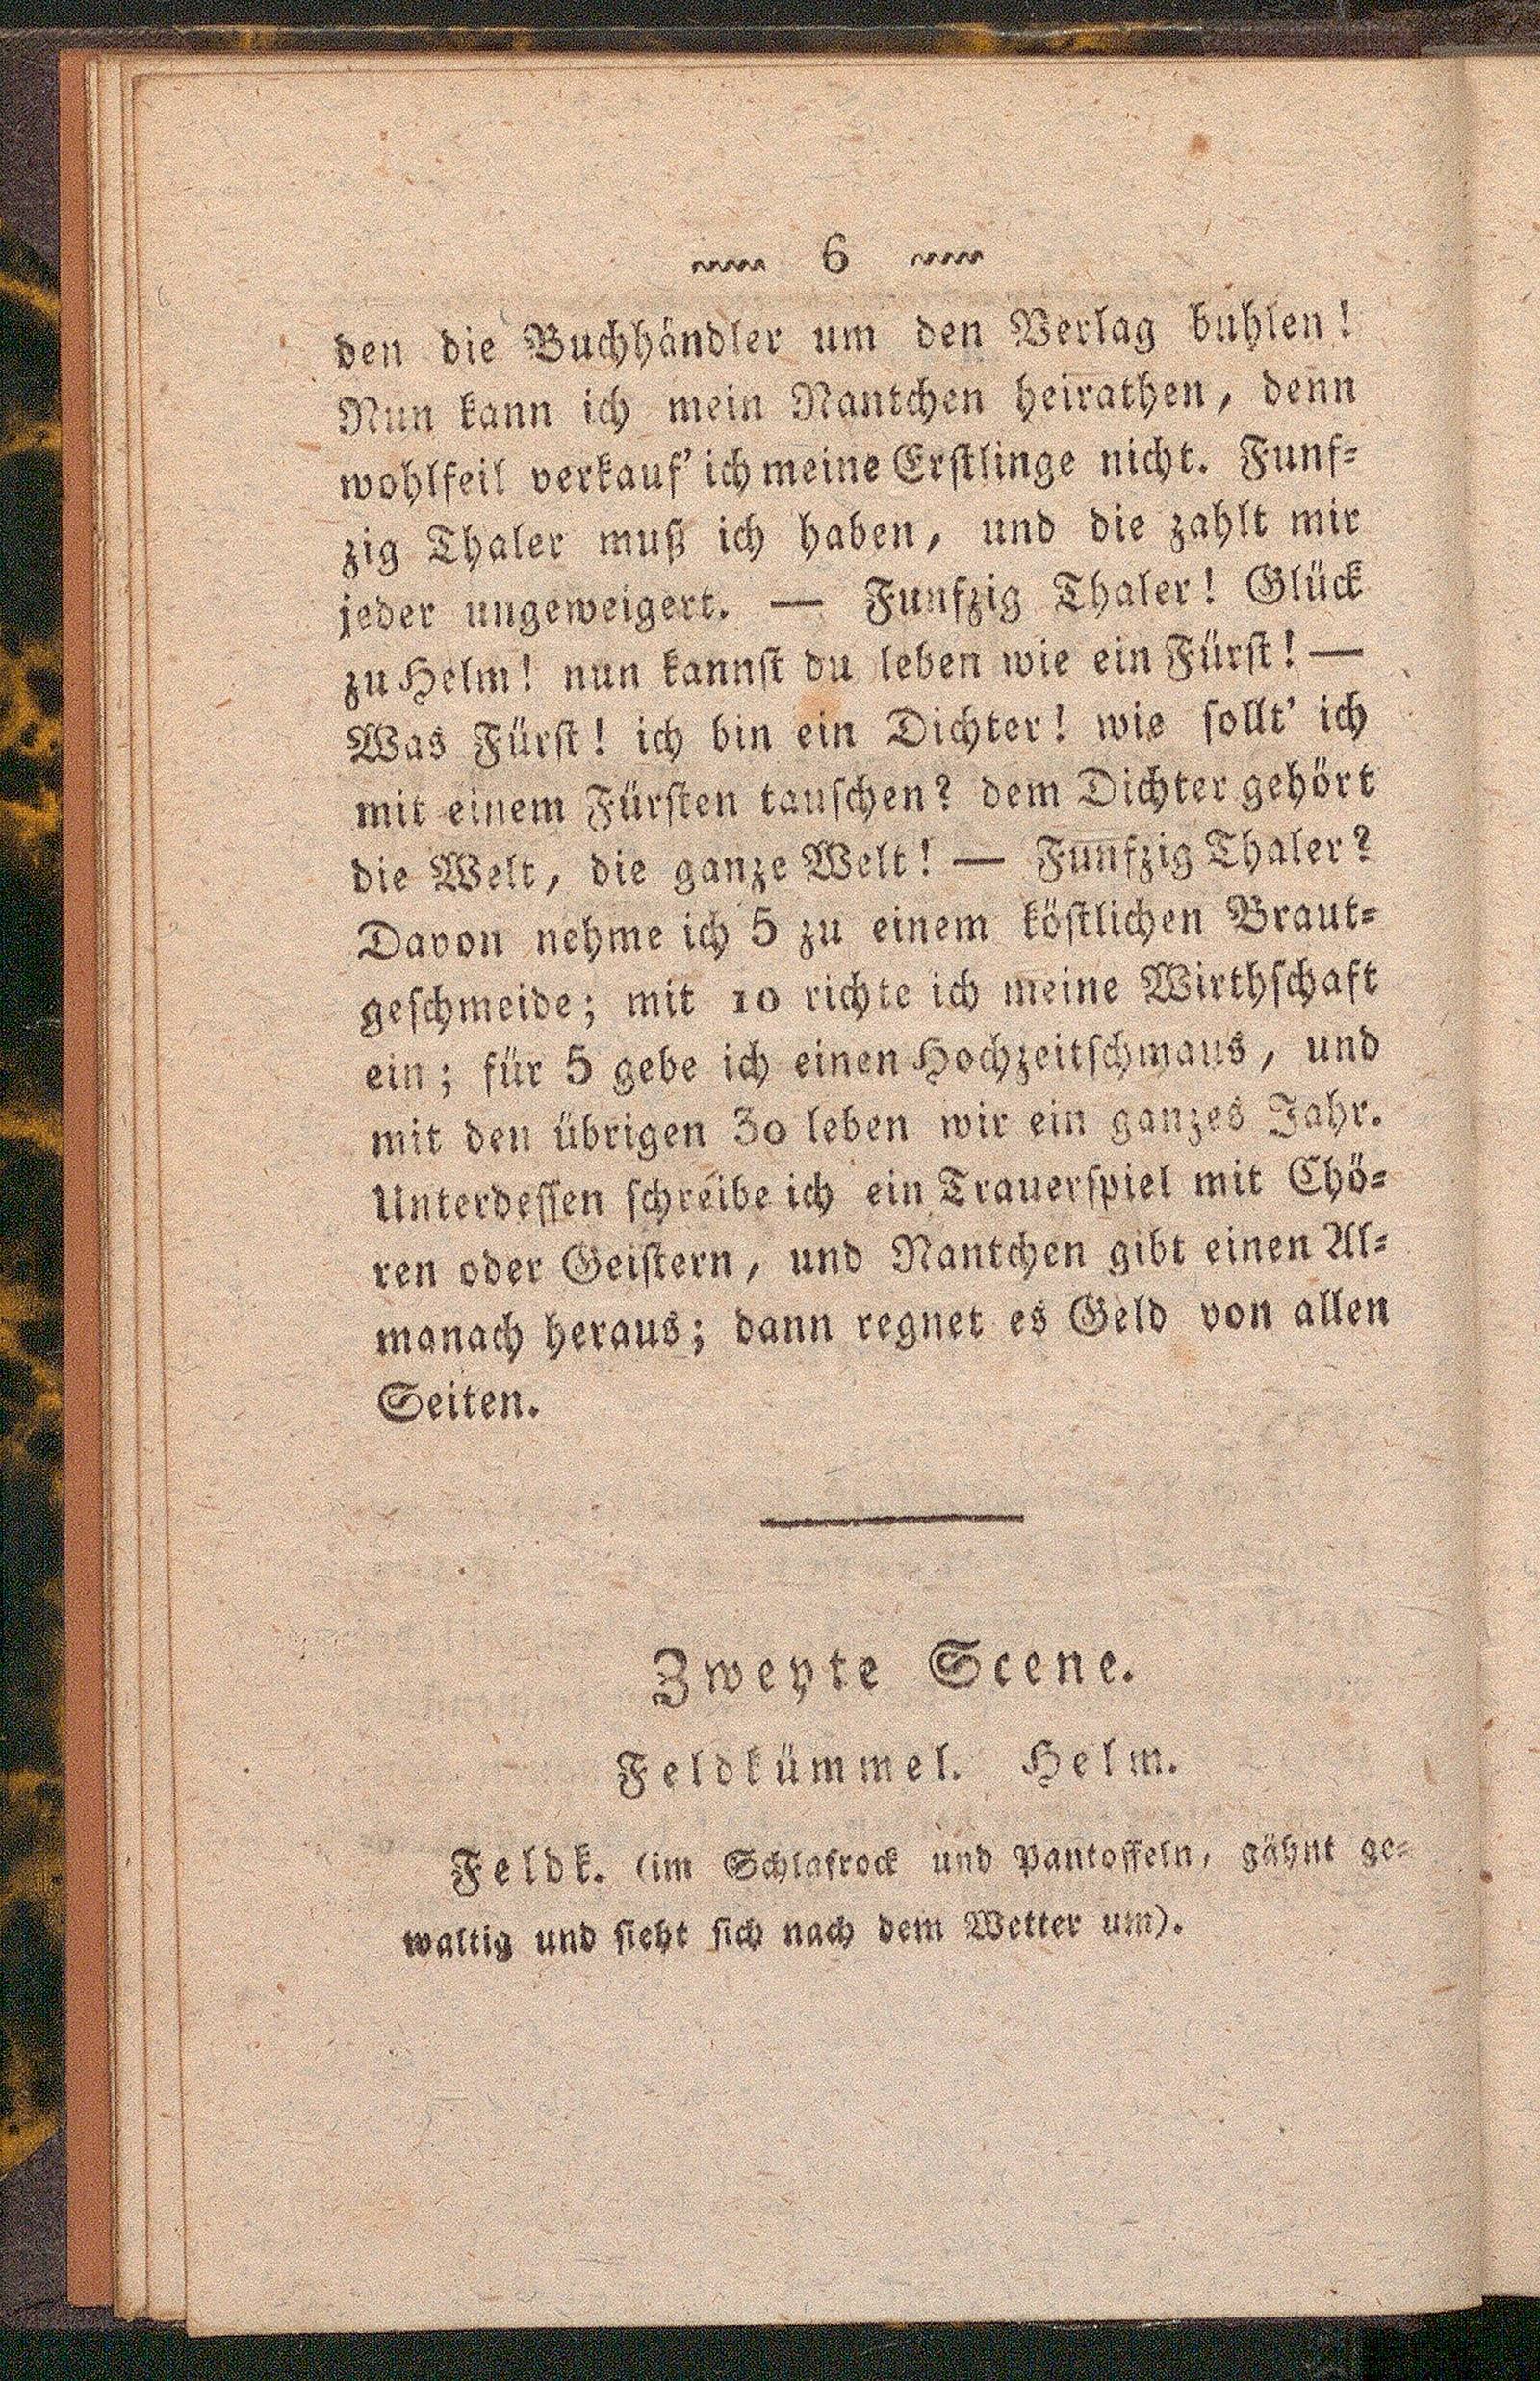 6
den die Buchhändler um den Verlag buhlen!
Nun kann ich mein Nantchen heirathen, denn
wohlfeil verkauf' ich meine Erstlinge nicht. Funf-
zig Thaler muß ich haben, und die zahlt mir
jeder ungeweigert. — Funfzig Thaler! Glück
zu Helm! nun kannst du leben wie ein Fürst! —
Was Fürst! ich bin ein Dichter! wie sollt' ich
mit einem Fürsten tauschen? dem Dichter gehört
die Welt, die ganze Welt! — Funfzig Thaler?
Davon nehme ich 5 zu einem köstlichen Braut-
geschmeide; mit 10 richte ich meine Wirthschaft
ein; für 5 gebe ich einen Hochzeitschmaus, und
mit den übrigen 30 leben wir ein ganzes Jahr.
Unterdessen schreibe ich ein Trauerspiel mit Chö-
ren oder Geistern, und Nantchen gibt einen Al-
manach heraus; dann regnet es Geld von allen
Seiten.
Zweyte Scene.
Feldkümmel. Helm.
Feldk. (im Schlafrock und Pantoffeln, gähnt ge-
waltig und sieht sich nach dem Wetter um).